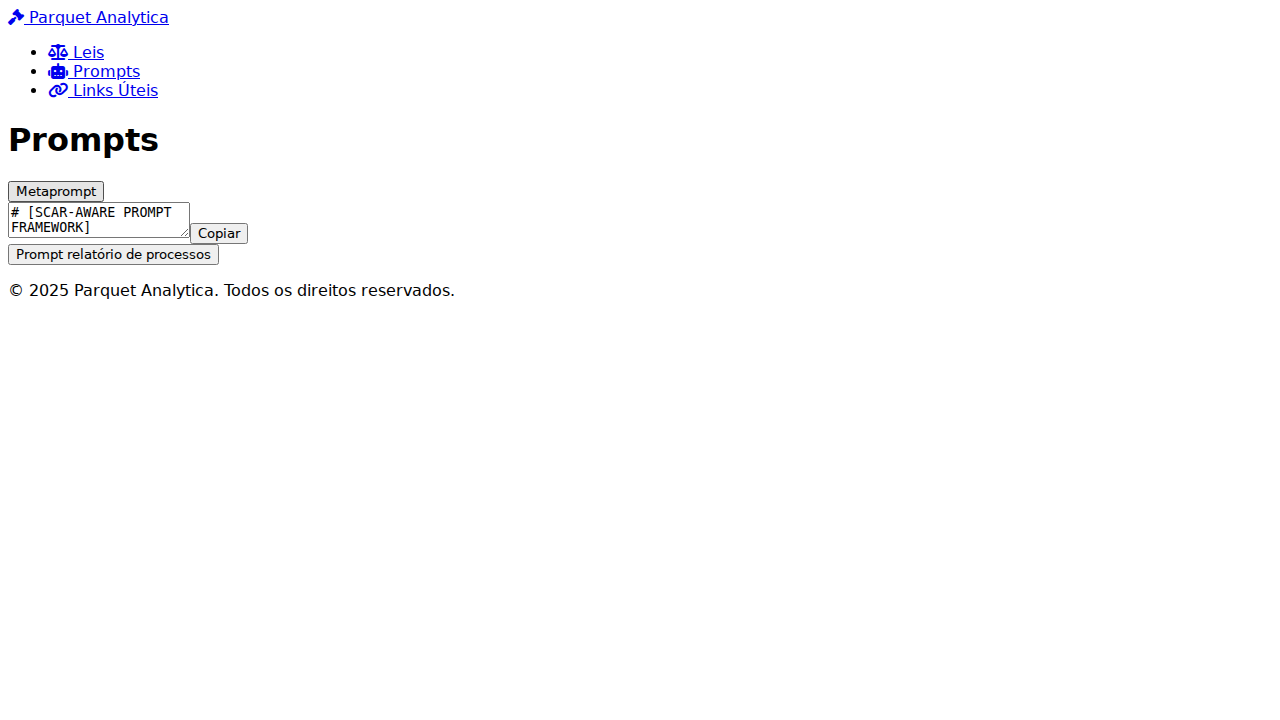 Parquet Analytica
Leis
Prompts
Links Úteis
Prompts
Metaprompt
# [SCAR-AWARE PROMPT
FRAMEWORK]
Copiar
Prompt relatório de processos
© 2025 Parquet Analytica. Todos os direitos reservados.